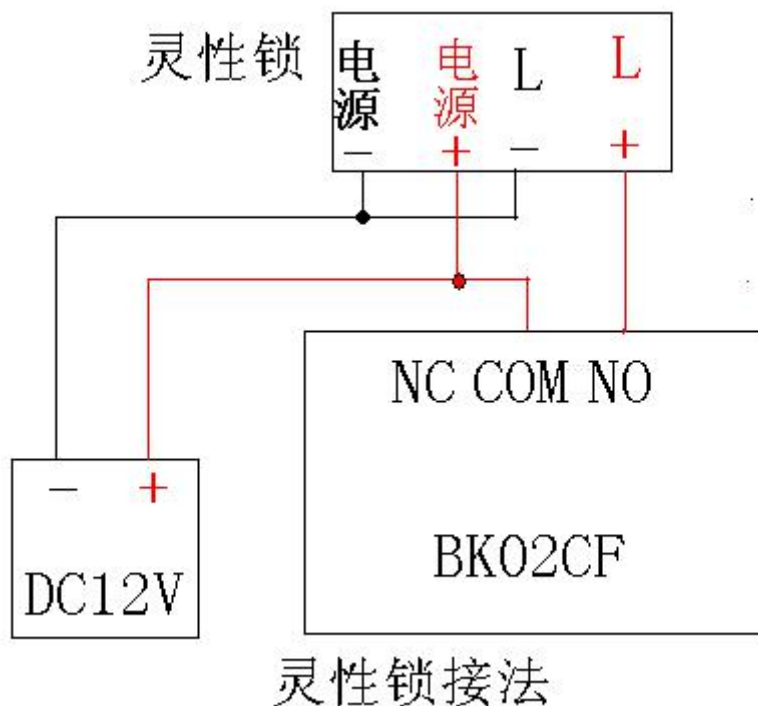 灵性锁
电源 电源 L L
− + − +
NC COM NO
− +
BK02CF
DC12V
灵性锁接法